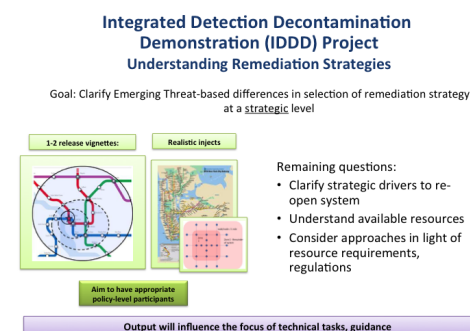 Integrated Detection Decontamination
Demonstration (IDDD) Project
Understanding Remediation Strategies
Goal: Clarify Emerging Threat-based differences in selection of remediation strategy
at a strategic level
1-2 release vignettes:
Realistic injects
Remaining questions:
• Clarify strategic drivers to re-
open system
• Understand available resources
• Consider approaches in light of
resource requirements,
regulations
Aim to have appropriate
policy-level participants
Output will influence the focus of technical tasks, guidance